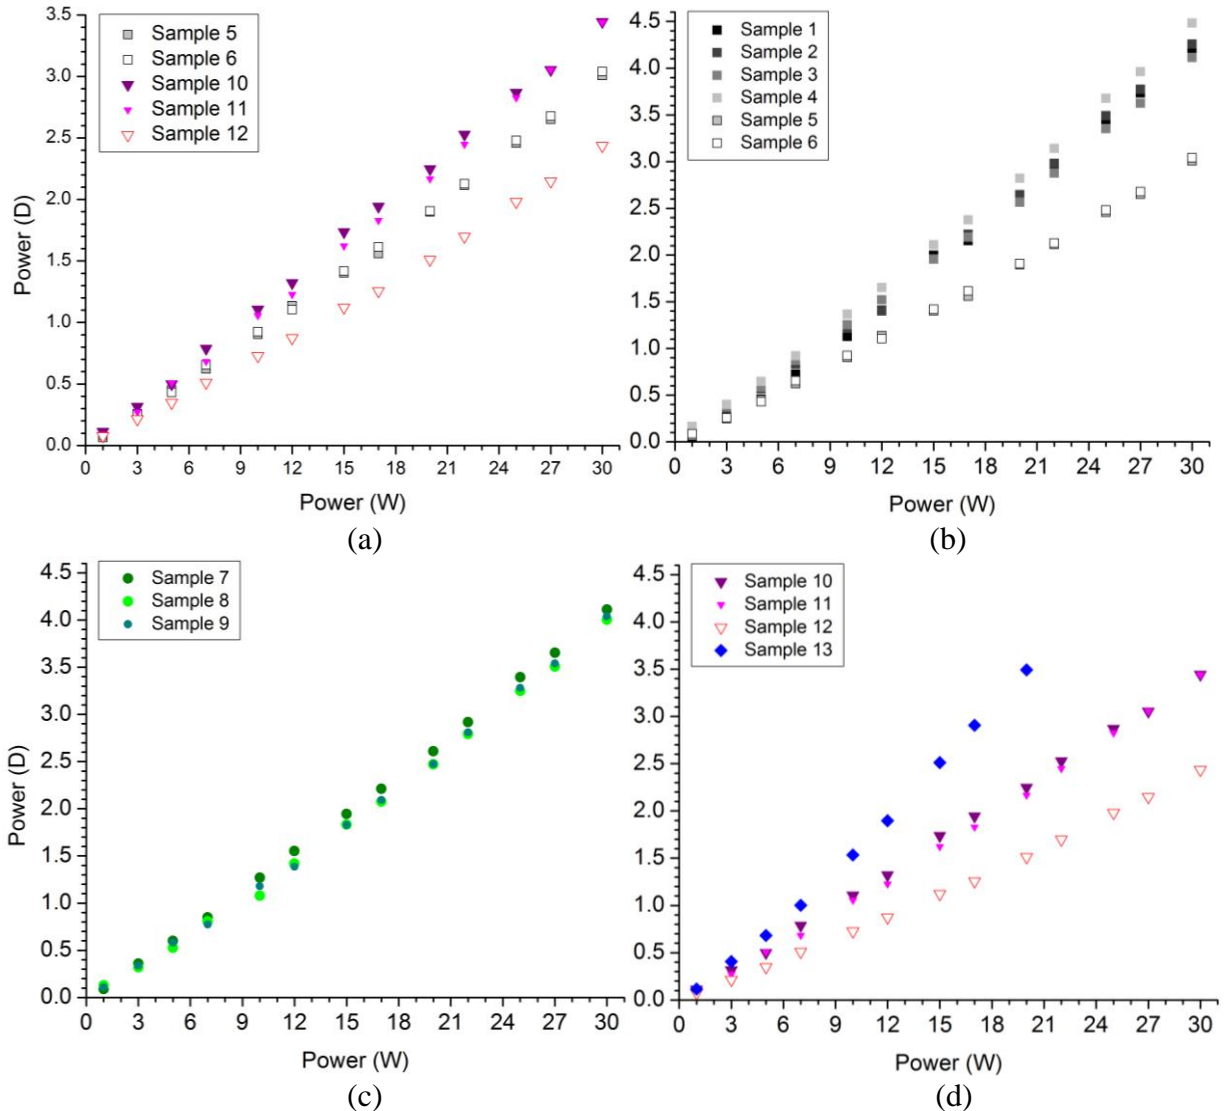 3.5
3.0
2.5
2.0
1.5
1.0
0.5
0.0
Power (D)
Sample 5
Sample 6
Sample 10
Sample 11
Sample 12
0 3 6 9 12 15 18 21 24 27 30
Power (W)
(a)
4.5
4.0
3.5
3.0
2.5
2.0
1.5
1.0
0.5
0.0
Sample 1
Sample 2
Sample 3
Sample 4
Sample 5
Sample 6
0 3 6 9 12 15 18 21 24 27 30
Power (W)
(b)
4.5
4.0
3.5
3.0
2.5
2.0
1.5
1.0
0.5
0.0
Power (D)
Sample 7
Sample 8
Sample 9
0 3 6 9 12 15 18 21 24 27 30
Power (W)
(c)
4.5
4.0
3.5
3.0
2.5
2.0
1.5
1.0
0.5
0.0
Sample 10
Sample 11
Sample 12
Sample 13
0 3 6 9 12 15 18 21 24 27 30
Power (W)
(d)